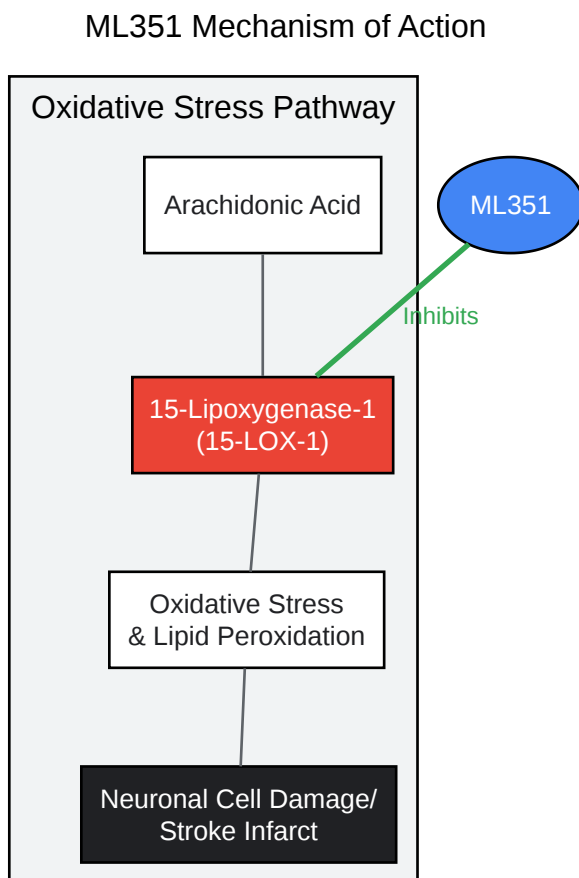 ML351 Mechanism of Action
Oxidative Stress Pathway
Arachidonic Acid
ML351
Inhibits
15-Lipoxygenase-1
(15-LOX-1)
Oxidative Stress
& Lipid Peroxidation
Neuronal Cell Damage/
Stroke Infarct